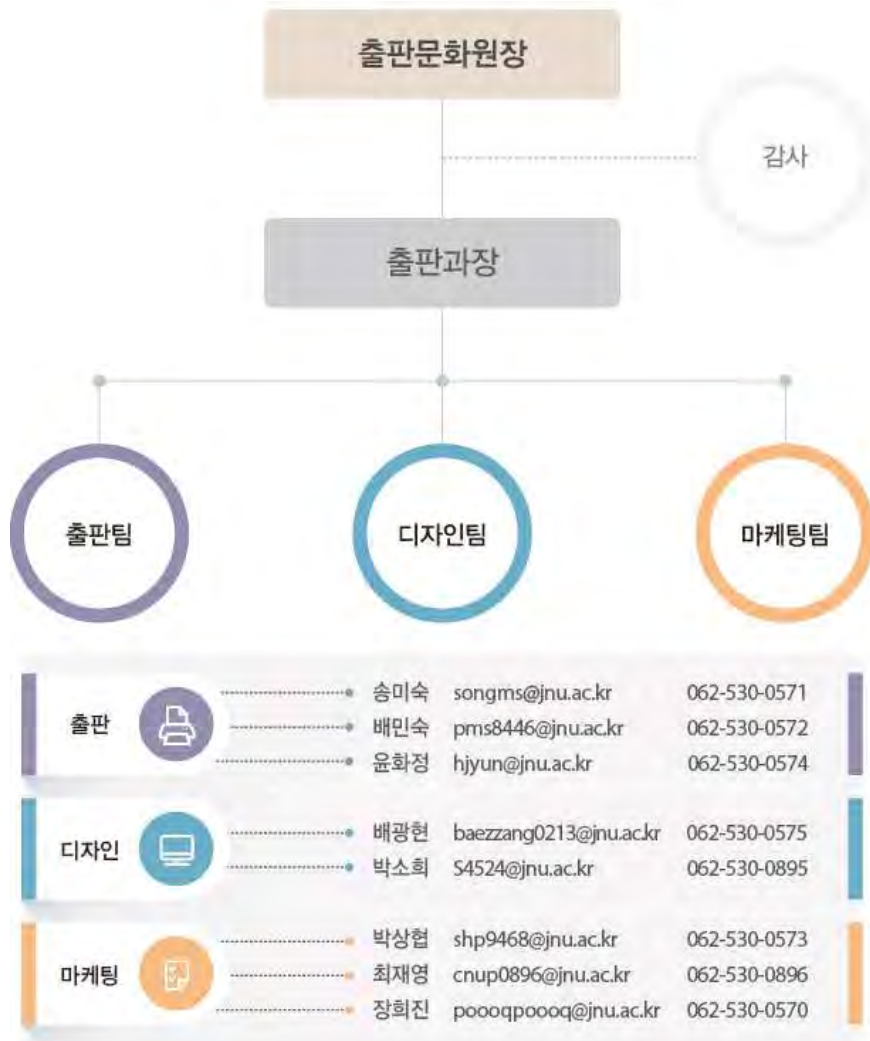 출판문화원장
감사
출판과장
출판팀 디자인팀 마케팅팀
출판 송미숙 songms@jnu.ac.kr 062-530-0571
배민숙 pms8446@jnu.ac.kr 062-530-0572
윤화정 hjyun@jnu.ac.kr 062-530-0574
디자인 배광현 baezzang0213@jnu.ac.kr 062-530-0575
박소희 S4524@jnu.ac.kr 062-530-0895
마케팅 박상협 shp9468@jnu.ac.kr 062-530-0573
최재영 cnup0896@jnu.ac.kr 062-530-0896
장희진 poooqpoooq@jnu.ac.kr 062-530-0570